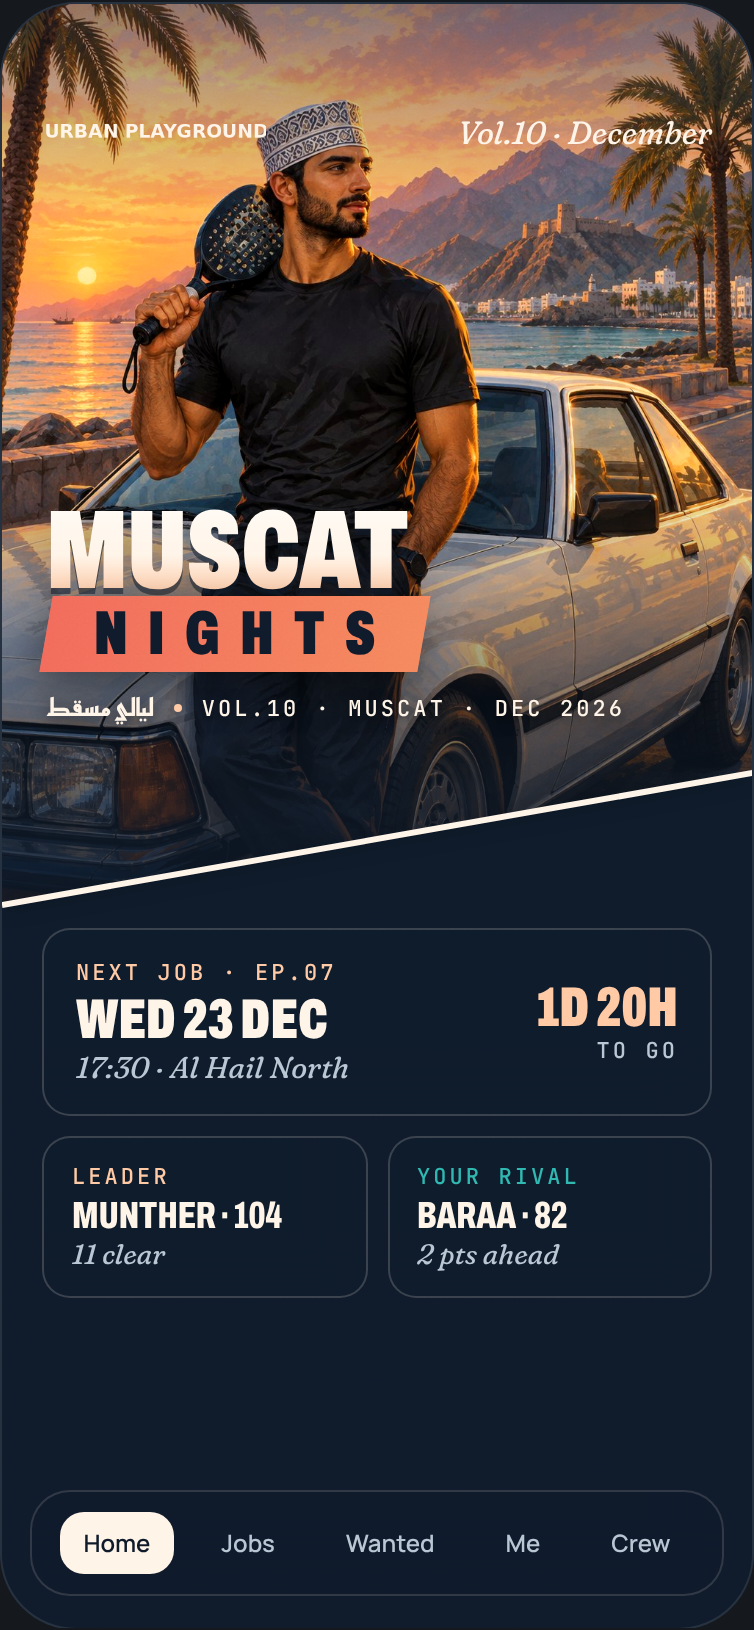 URBAN PLAYGROUND
Vol.10 · December
MUSCAT
NIGHTS
ليالي مسقط • VOL.10 · MUSCAT · DEC 2026
NEXT JOB · EP.07
WED 23 DEC
17:30 · Al Hail North
1D 20H
TO GO
LEADER
MUNTHER · 104
11 clear
YOUR RIVAL
BARAA · 82
2 pts ahead
Home
Jobs
Wanted
Me
Crew